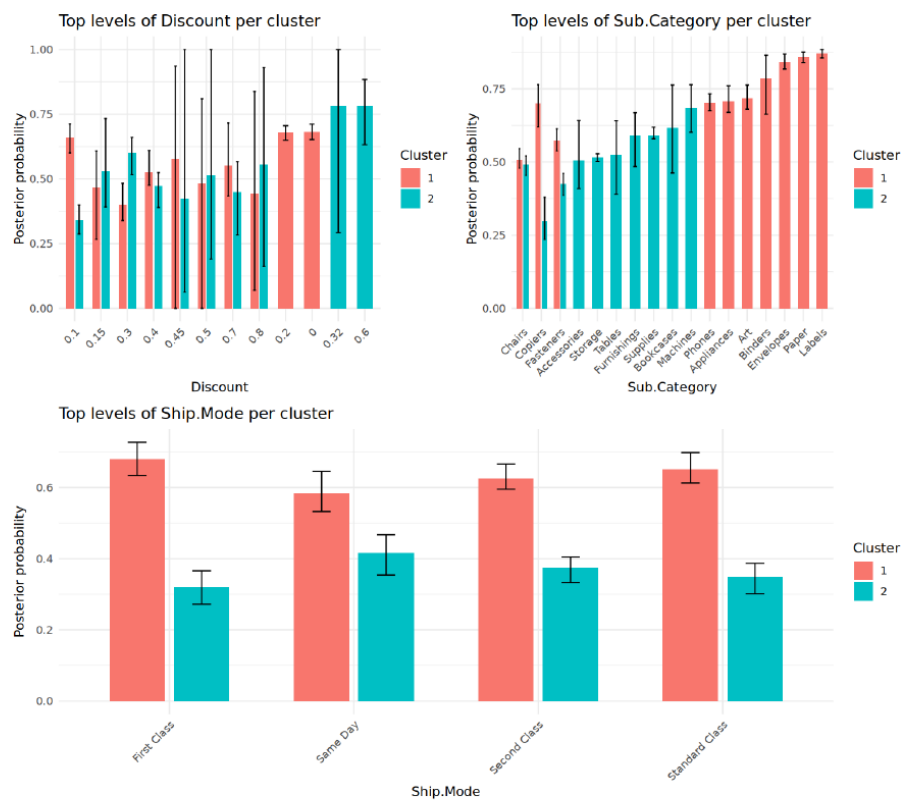 Top levels of Discount per cluster
Posterior probability
1.00
0.75
0.50
0.25
0.00
0.1
0.15
0.3
0.4
0.45
0.5
0.7
0.8
0.2
0
0.32
0.6
Discount
Cluster
1
2
Top levels of Sub.Category per cluster
Posterior probability
0.75
0.50
0.25
0.00
Chairs
Copiers
Fasteners
Accessories
Storage
Tables
Furnishings
Supplies
Bookcases
Machines
Phones
Appliances
Art
Binders
Envelopes
Paper
Labels
Sub.Category
Cluster
1
2
Top levels of Ship.Mode per cluster
Posterior probability
0.6
0.4
0.2
0.0
First Class
Same Day
Second Class
Standard Class
Ship.Mode
Cluster
1
2